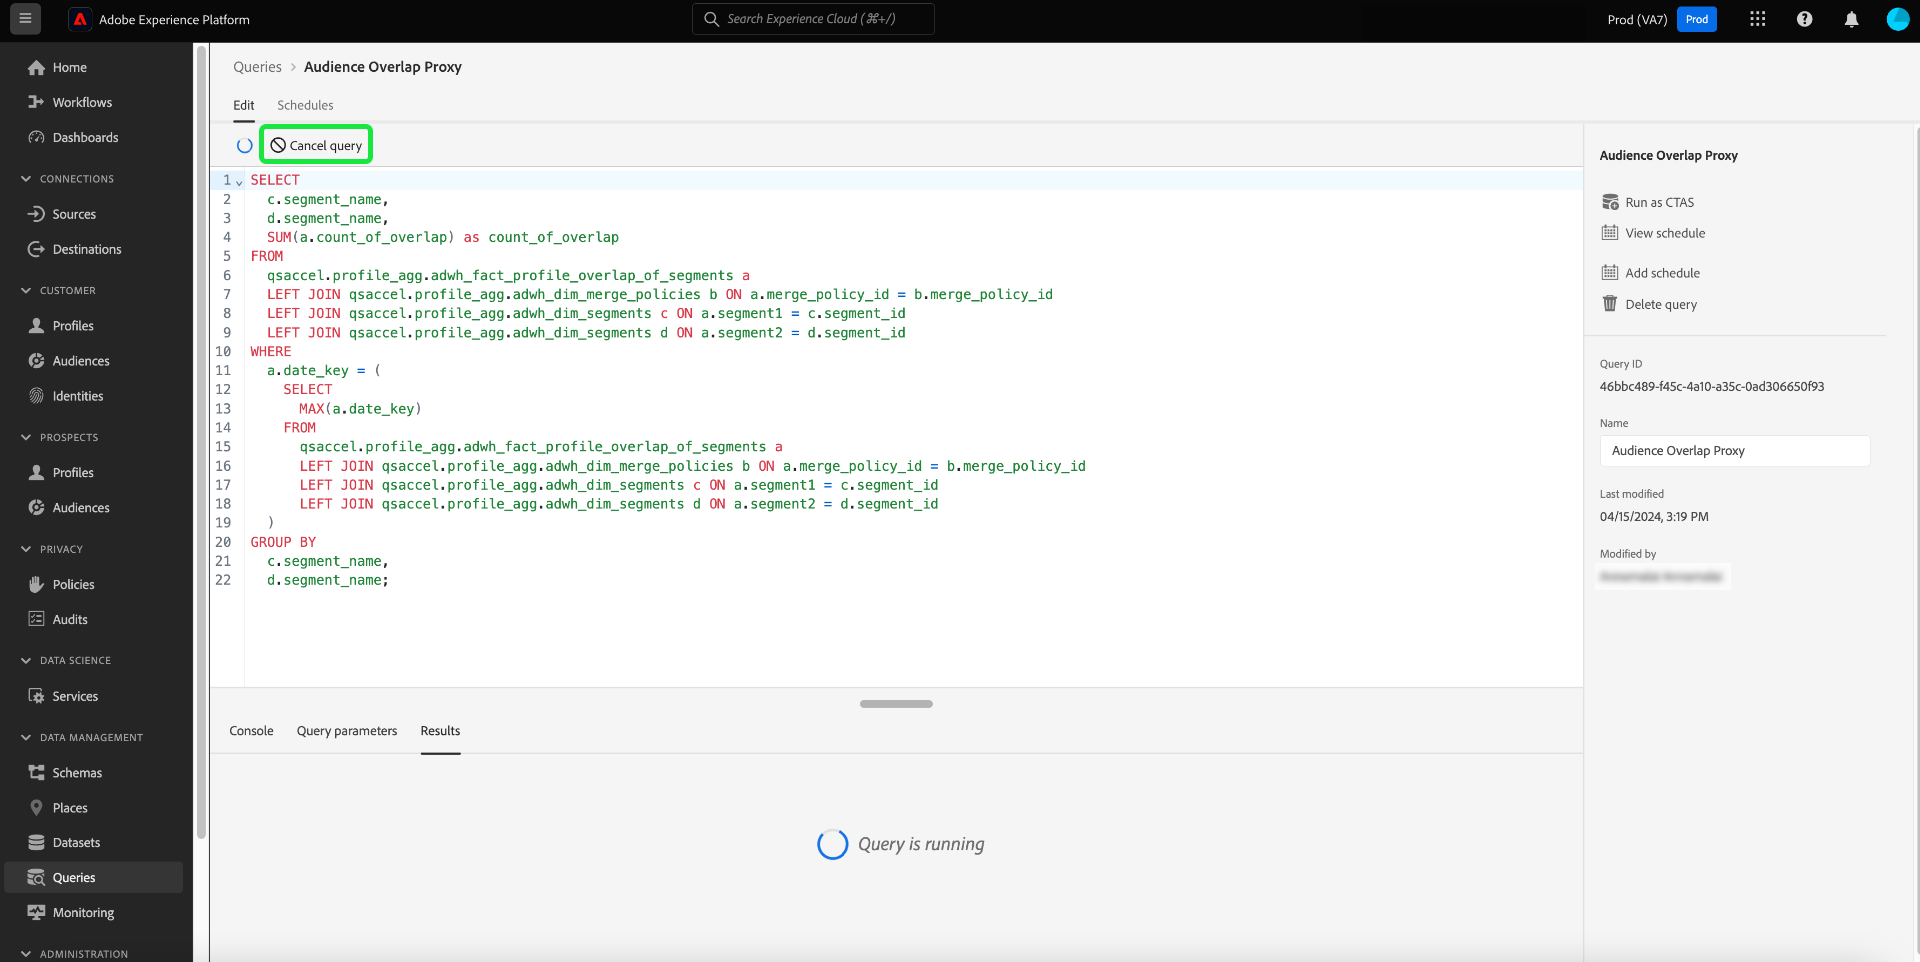 Adobe Experience Platform
Search Experience Cloud (⌘+/)
Prod (VA7)
Prod
Home
Workflows
Dashboards
CONNECTIONS
Sources
Destinations
CUSTOMER
Profiles
Audiences
Identities
PROSPECTS
Profiles
Audiences
PRIVACY
Policies
Audits
DATA SCIENCE
Services
DATA MANAGEMENT
Schemas
Places
Datasets
Queries
Monitoring
ADMINISTRATION
Queries > Audience Overlap Proxy
Edit
Schedules
Cancel query
1 SELECT
2 c.segment_name,
3 d.segment_name,
4 SUM(a.count_of_overlap) as count_of_overlap
5 FROM
6 qsaccel.profile_agg.adwh_fact_profile_overlap_of_segments a
7 LEFT JOIN qsaccel.profile_agg.adwh_dim_merge_policies b ON a.merge_policy_id = b.merge_policy_id
8 LEFT JOIN qsaccel.profile_agg.adwh_dim_segments c ON a.segment1 = c.segment_id
9 LEFT JOIN qsaccel.profile_agg.adwh_dim_segments d ON a.segment2 = d.segment_id
10 WHERE
11 a.date_key = (
12 SELECT
13 MAX(a.date_key)
14 FROM
15 qsaccel.profile_agg.adwh_fact_profile_overlap_of_segments a
16 LEFT JOIN qsaccel.profile_agg.adwh_dim_merge_policies b ON a.merge_policy_id = b.merge_policy_id
17 LEFT JOIN qsaccel.profile_agg.adwh_dim_segments c ON a.segment1 = c.segment_id
18 LEFT JOIN qsaccel.profile_agg.adwh_dim_segments d ON a.segment2 = d.segment_id
19 )
20 GROUP BY
21 c.segment_name,
22 d.segment_name;
Console
Query parameters
Results
Query is running
Audience Overlap Proxy
Run as CTAS
View schedule
Add schedule
Delete query
Query ID
46bbc489-f45c-4a10-a35c-0ad306650f93
Name
Audience Overlap Proxy
Last modified
04/15/2024, 3:19 PM
Modified by